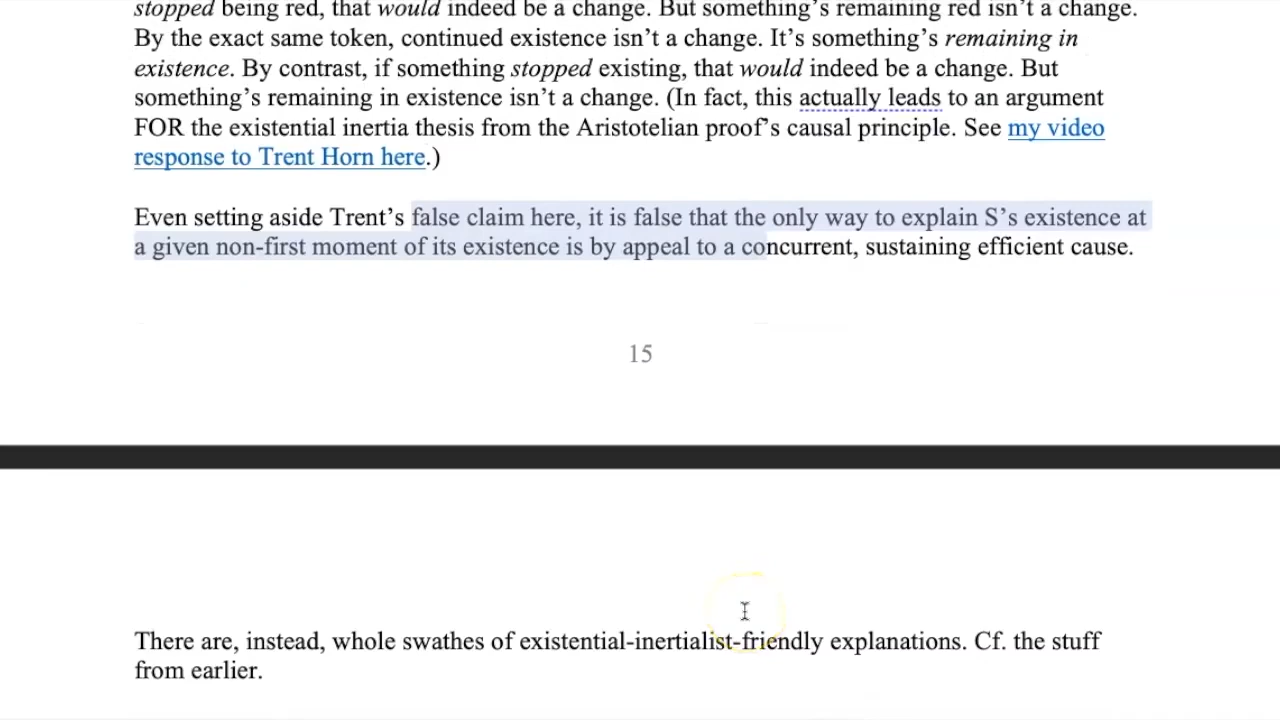 stopped being red, that would indeed be a change. But something's remaining red isn't a change.
By the exact same token, continued existence isn't a change. It's something's remaining in
existence. By contrast, if something stopped existing, that would indeed be a change. But
something's remaining in existence isn't a change. (In fact, this actually leads to an argument
FOR the existential inertia thesis from the Aristotelian proof's causal principle. See my video
response to Trent Horn here.)
Even setting aside Trent's false claim here, it is false that the only way to explain S's existence at
a given non-first moment of its existence is by appeal to a concurrent, sustaining efficient cause.
15
There are, instead, whole swathes of existential-inertialist-friendly explanations. Cf. the stuff
from earlier.